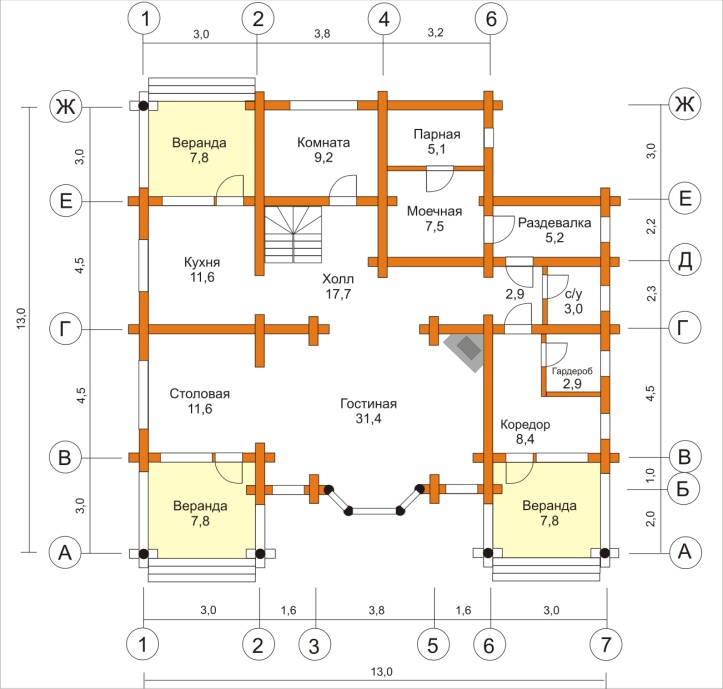 1
2
4
6
3,0
3,8
3,2
Ж
Ж
3,0
3,0
Веранда
7,8
Комната
9,2
Парная
5,1
Е
Е
Моечная
7,5
Раздевалка
5,2
2,2
4,5
Кухня
11,6
Холл
17,7
Д
2,9
с/у
3,0
2,3
13,0
Г
Г
Столовая
11,6
Гостиная
31,4
Гардероб
2,9
4,5
4,5
Коредор
8,4
В
В
1,0
Б
3,0
Веранда
7,8
Веранда
7,8
2,0
А
А
3,0
1,6
3,8
1,6
3,0
1
2
3
5
6
7
13,0